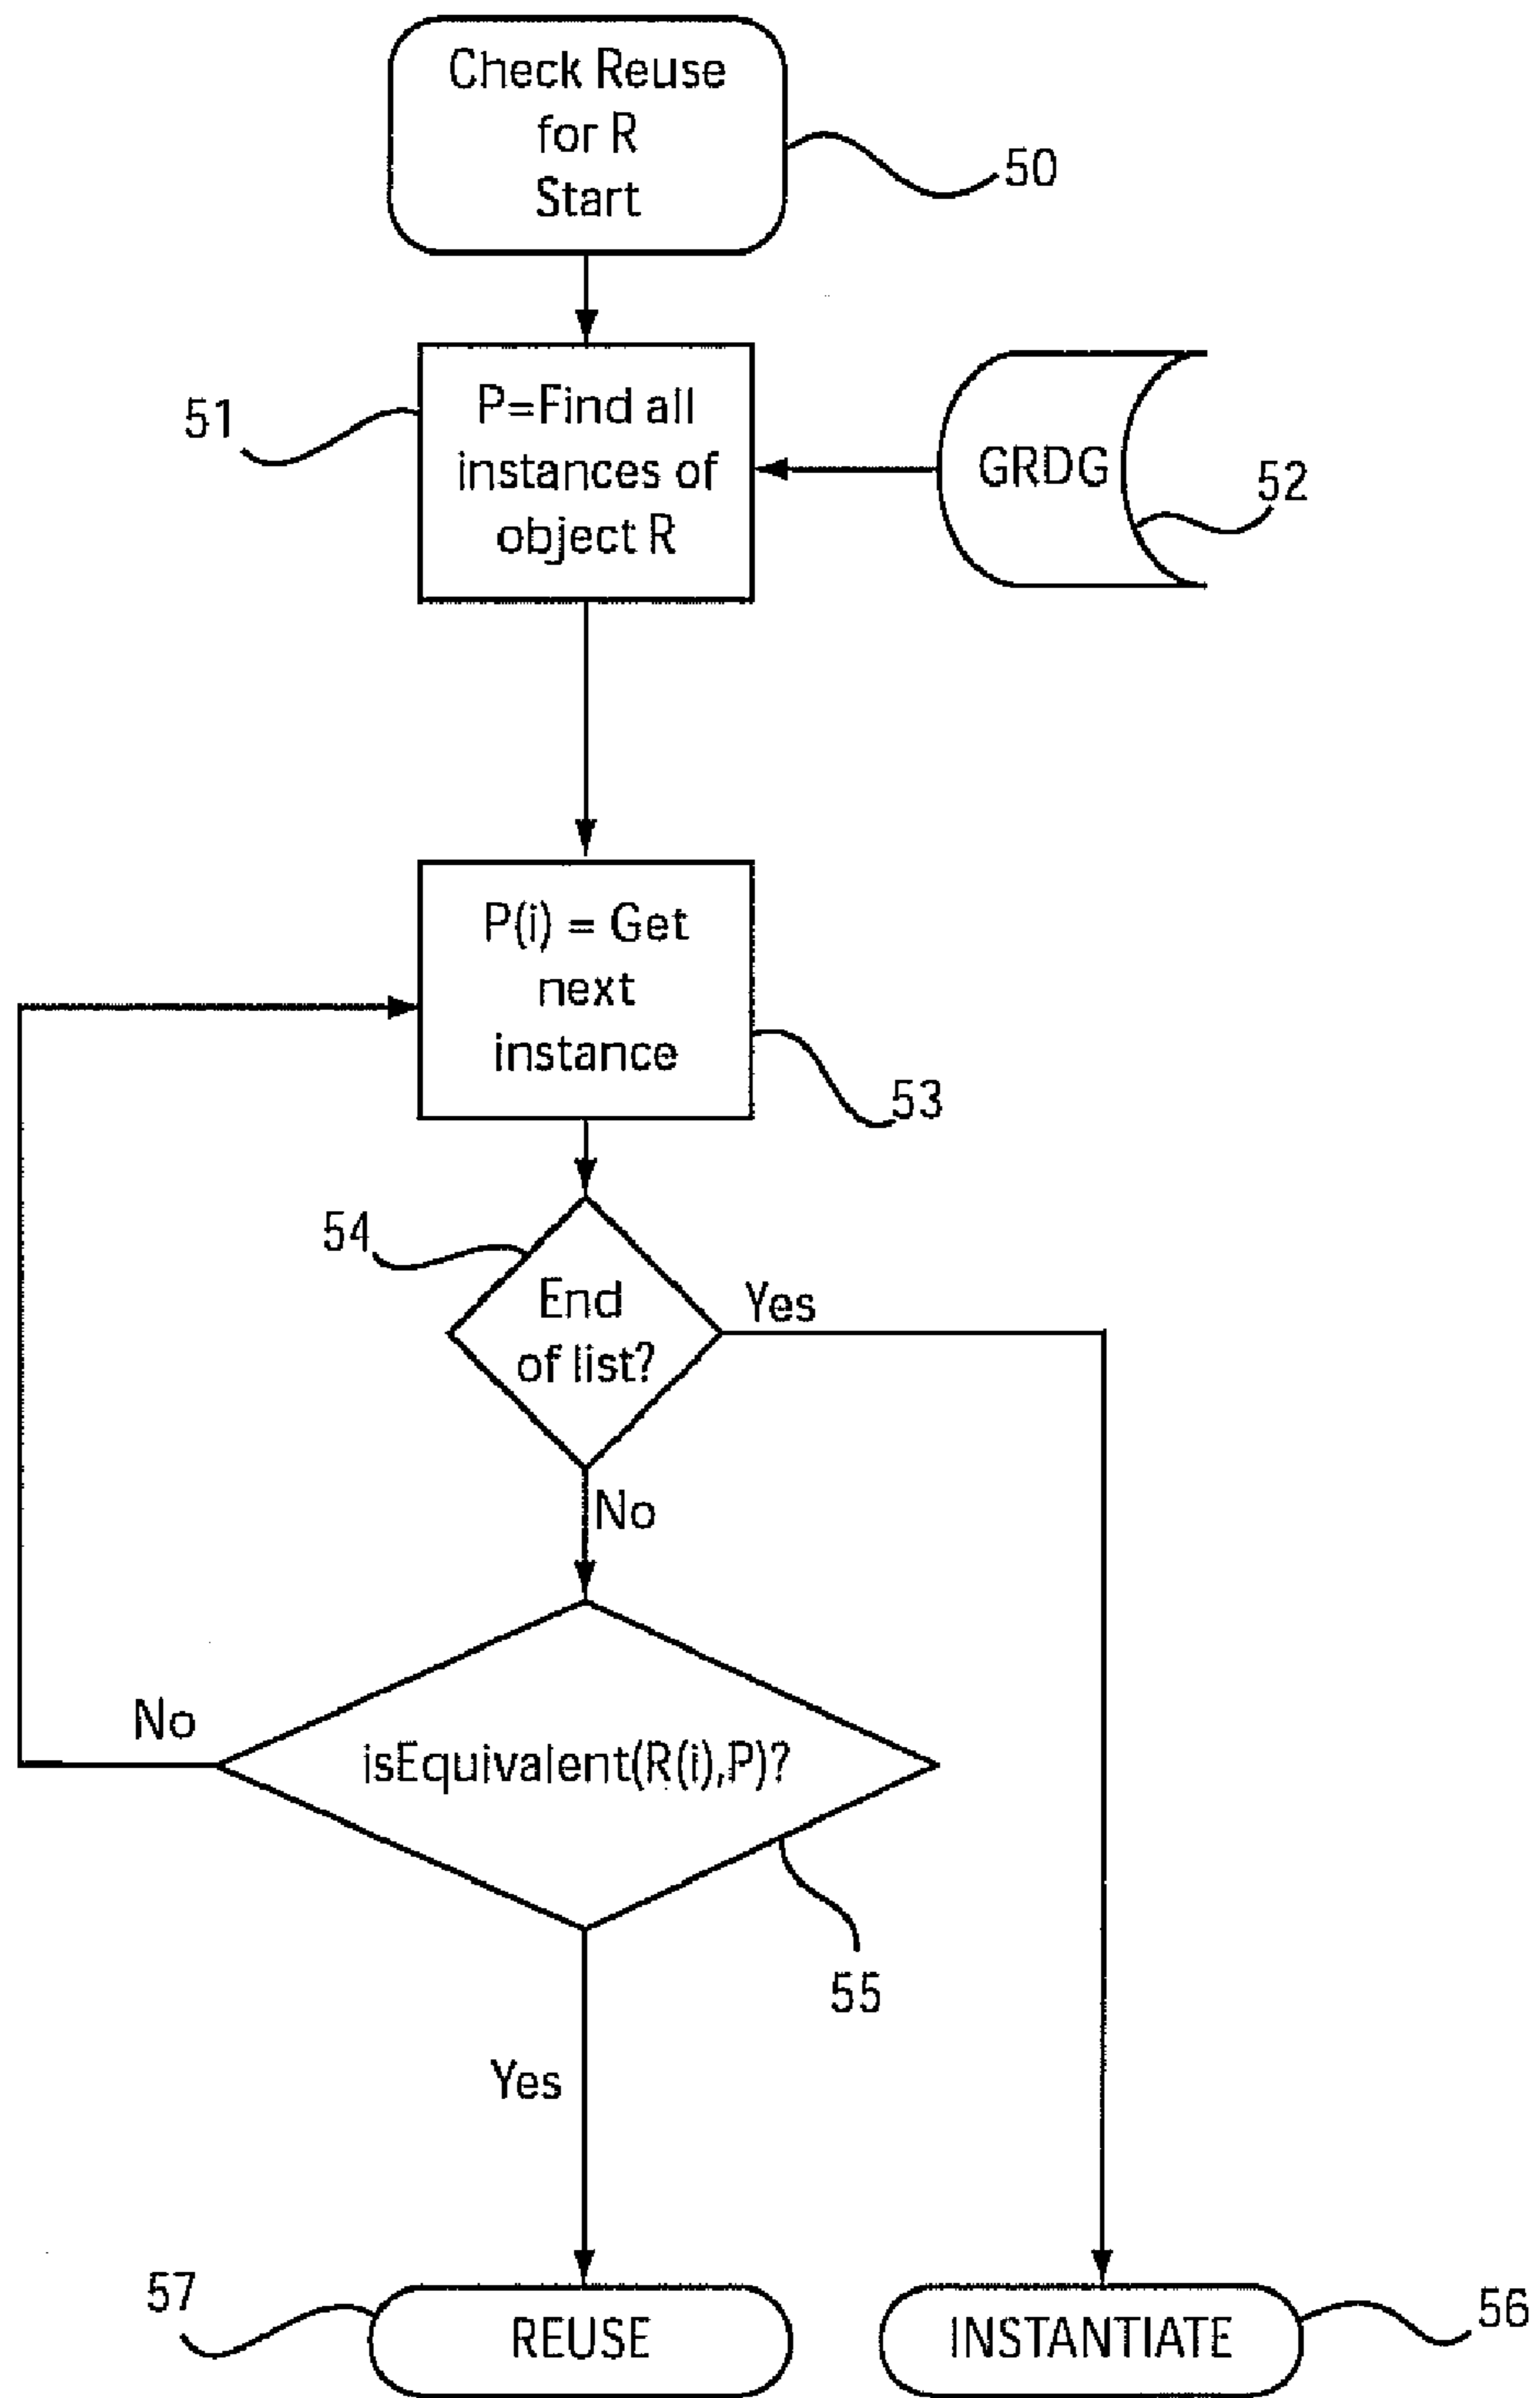 Check Reuse
for R
Start
50
P=Find all
instances of
object R
51
GRDG
52
P(i) = Get
next
instance
53
54
End
of list?
Yes
No
isEquivalent(R(i),P)?
No
55
Yes
57
REUSE
INSTANTIATE
56